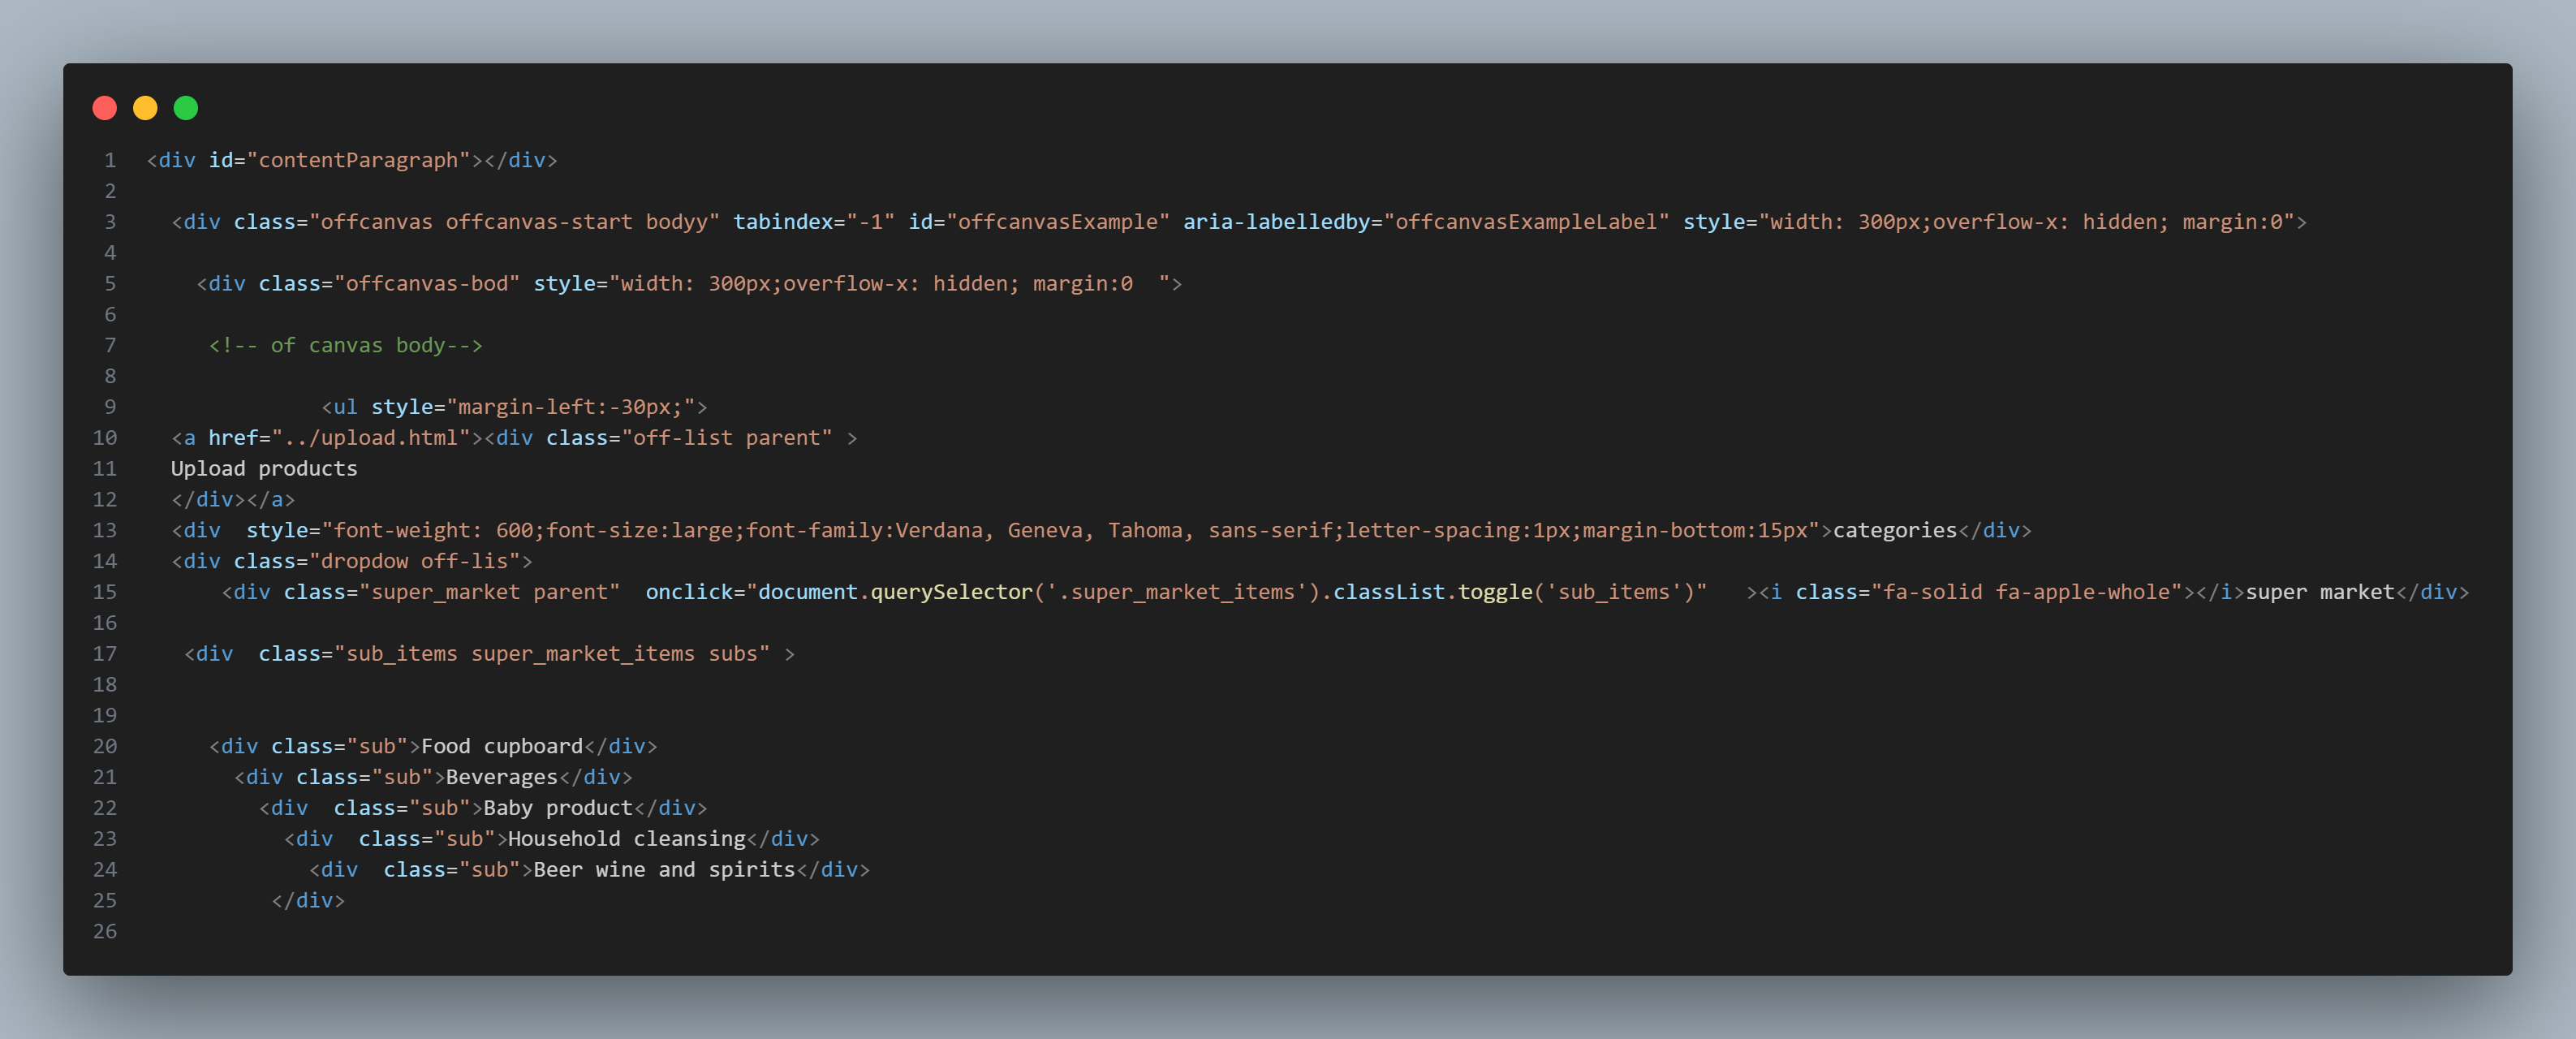 1 <div id="contentParagraph"></div>
2
3   <div class="offcanvas offcanvas-start bodyy" tabindex="-1" id="offcanvasExample" aria-labelledby="offcanvasExampleLabel" style="width: 300px;overflow-x: hidden; margin:0">
4
5     <div class="offcanvas-bod" style="width: 300px;overflow-x: hidden; margin:0  ">
6
7      <!-- of canvas body-->
8
9               <ul style="margin-left:-30px;">
10   <a href="../upload.html"><div class="off-list parent" >
11   Upload products
12   </div></a>
13   <div  style="font-weight: 600;font-size:large;font-family:Verdana, Geneva, Tahoma, sans-serif;letter-spacing:1px;margin-bottom:15px">categories</div>
14   <div class="dropdow off-lis">
15       <div class="super_market parent"  onclick="document.querySelector('.super_market_items').classList.toggle('sub_items')"   ><i class="fa-solid fa-apple-whole"></i>super market</div>
16
17    <div  class="sub_items super_market_items subs" >
18
19
20      <div class="sub">Food cupboard</div>
21        <div class="sub">Beverages</div>
22          <div  class="sub">Baby product</div>
23            <div  class="sub">Household cleansing</div>
24              <div  class="sub">Beer wine and spirits</div>
25           </div>
26